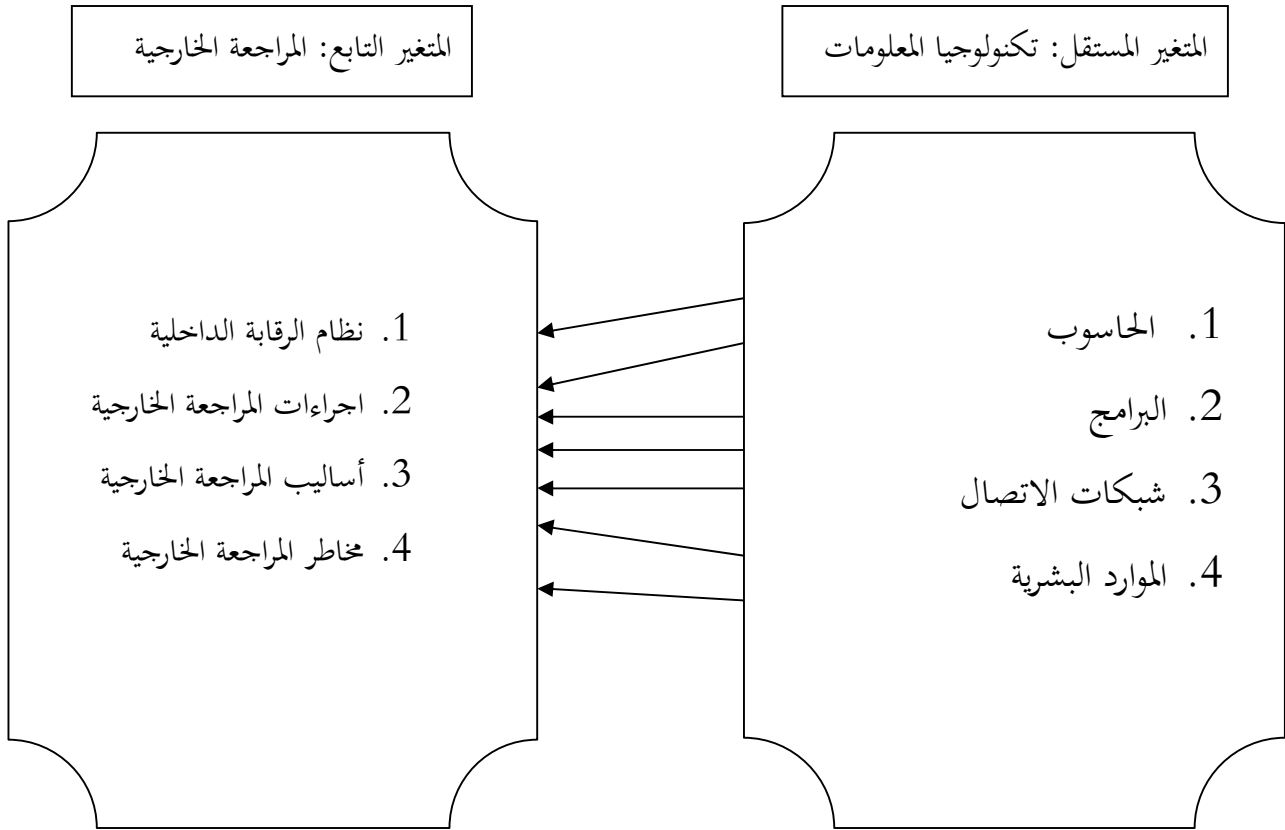 المتغير المستقل: تكنولوجيا المعلومات
المتغير التابع: المراجعة الخارجية
1. الحاسوب
2. البرامج
3. شبكات الاتصال
4. الموارد البشرية
1. نظام الرقابة الداخلية
2. اجراءات المراجعة الخارجية
3. أساليب المراجعة الخارجية
4. مخاطر المراجعة الخارجية